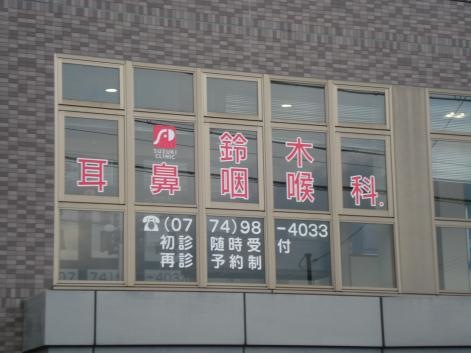 SUZUKI
CLINIC
鈴木
耳鼻咽喉科.
☎(0774)98-4033
初診随時受付
再診予約制